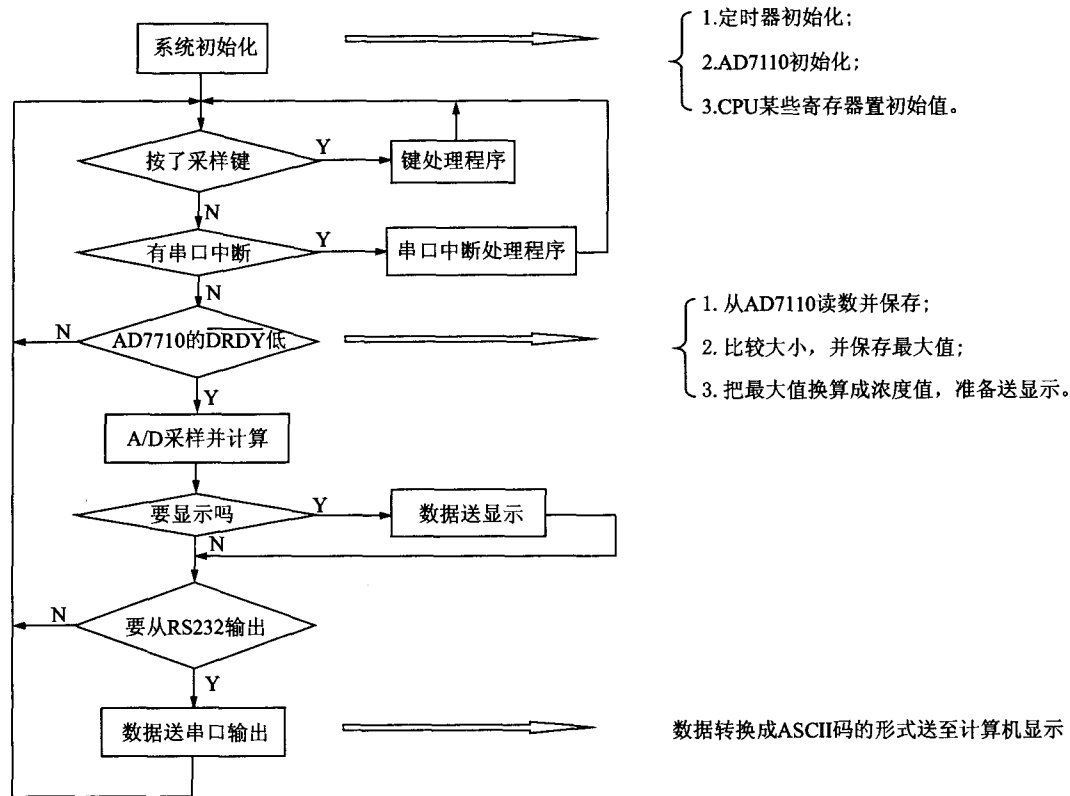 系统初始化
1.定时器初始化；
2.AD7110初始化；
3.CPU某些寄存器置初始值。
按了采样键
Y
键处理程序
N
有串口中断
Y
串口中断处理程序
N
AD7710的DRDY低
N
1. 从AD7110读数并保存；
2. 比较大小，并保存最大值；
3. 把最大值换算成浓度值，准备送显示。
Y
A/D采样并计算
要显示吗
Y
数据送显示
N
要从RS232输出
N
Y
数据送串口输出
数据转换成ASCII码的形式送至计算机显示